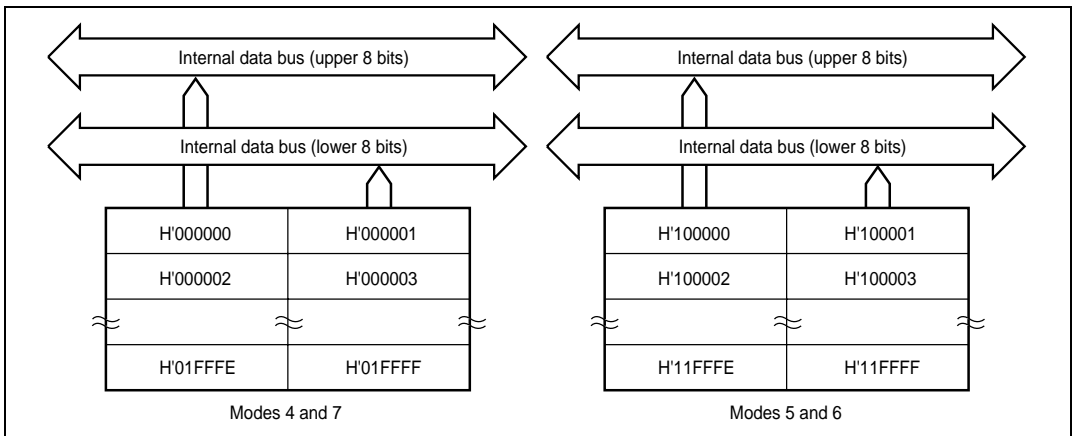 Internal data bus (upper 8 bits)
Internal data bus (lower 8 bits)
H'000000 H'000001
H'000002 H'000003
H'01FFFE H'01FFFF
Modes 4 and 7
Internal data bus (upper 8 bits)
Internal data bus (lower 8 bits)
H'100000 H'100001
H'100002 H'100003
H'11FFFE H'11FFFF
Modes 5 and 6